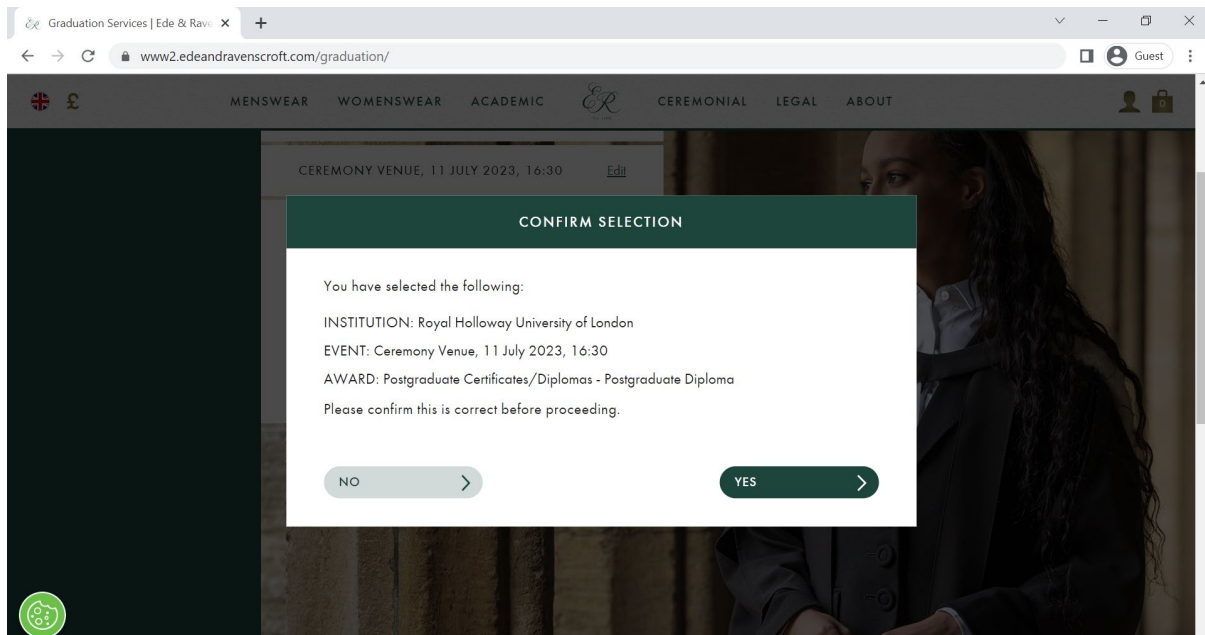 Graduation Services | Ede & Rave
www2.edeandravenscroft.com/graduation/
Guest
£ MENSWEAR WOMENSWEAR ACADEMIC ER CEREMONIAL LEGAL ABOUT 0
CEREMONY VENUE, 11 JULY 2023, 16:30 Edit
CONFIRM SELECTION
You have selected the following:
INSTITUTION: Royal Holloway University of London
EVENT: Ceremony Venue, 11 July 2023, 16:30
AWARD: Postgraduate Certificates/Diplomas - Postgraduate Diploma
Please confirm this is correct before proceeding.
NO YES